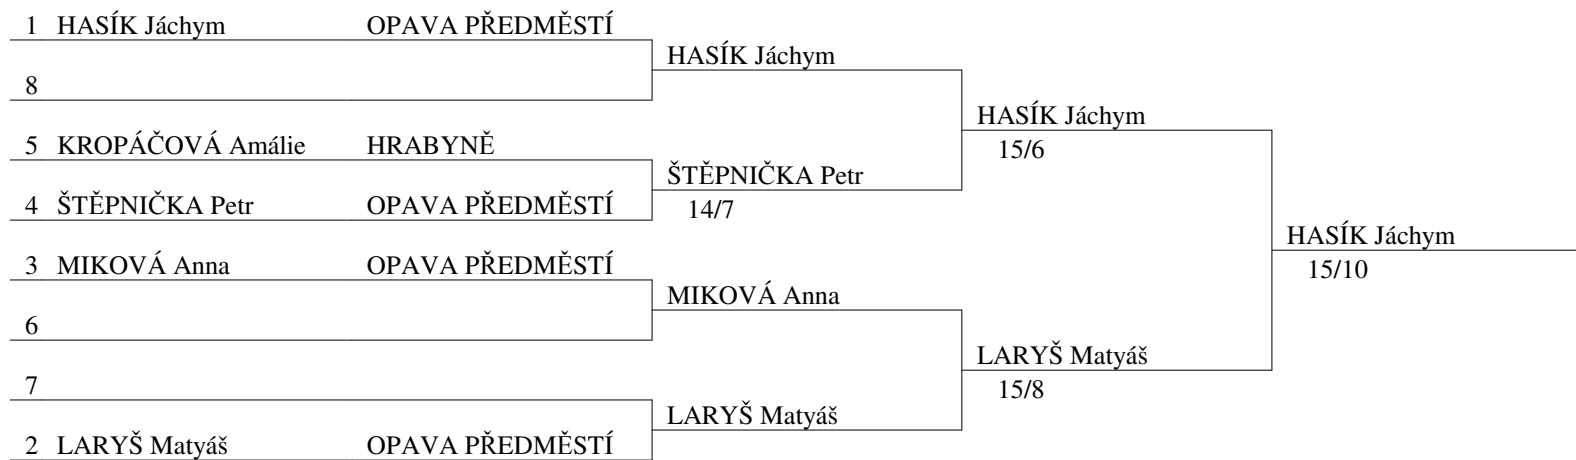 1 HASÍK Jáchym OPAVA PŘEDMĚSTÍ
HASÍK Jáchym
8
HASÍK Jáchym
15/6
5 KROPÁČOVÁ Amálie HRABYNĚ
ŠTĚPNIČKA Petr
14/7
4 ŠTĚPNIČKA Petr OPAVA PŘEDMĚSTÍ
HASÍK Jáchym
15/10
3 MIKOVÁ Anna OPAVA PŘEDMĚSTÍ
MIKOVÁ Anna
6
LARYŠ Matyáš
15/8
7
LARYŠ Matyáš
2 LARYŠ Matyáš OPAVA PŘEDMĚSTÍ